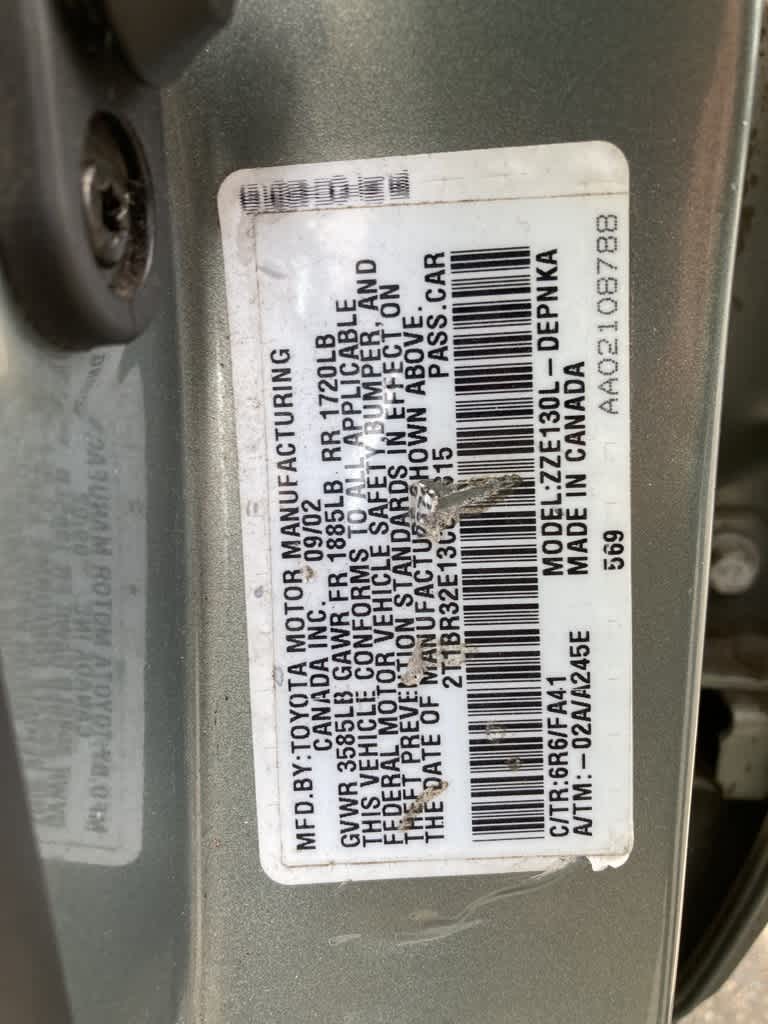 MFD.BY:TOYOTA MOTOR MANUFACTURING
CANADA INC. 09/02
GVWR 3585LB GAWR FR 1885LB RR 1720LB
THIS VEHICLE CONFORMS TO ALL APPLICABLE
FEDERAL MOTOR VEHICLE SAFETY, BUMPER, AND
THEFT PREVENTION STANDARDS IN EFFECT ON
THE DATE OF MANUFACTURE SHOWN ABOVE.
PASS.CAR
C/TR:6R6/FA41 MODEL:ZZE130L-DEPNKA
A/TM:-02A/A245E MADE IN CANADA
569 AA02108788